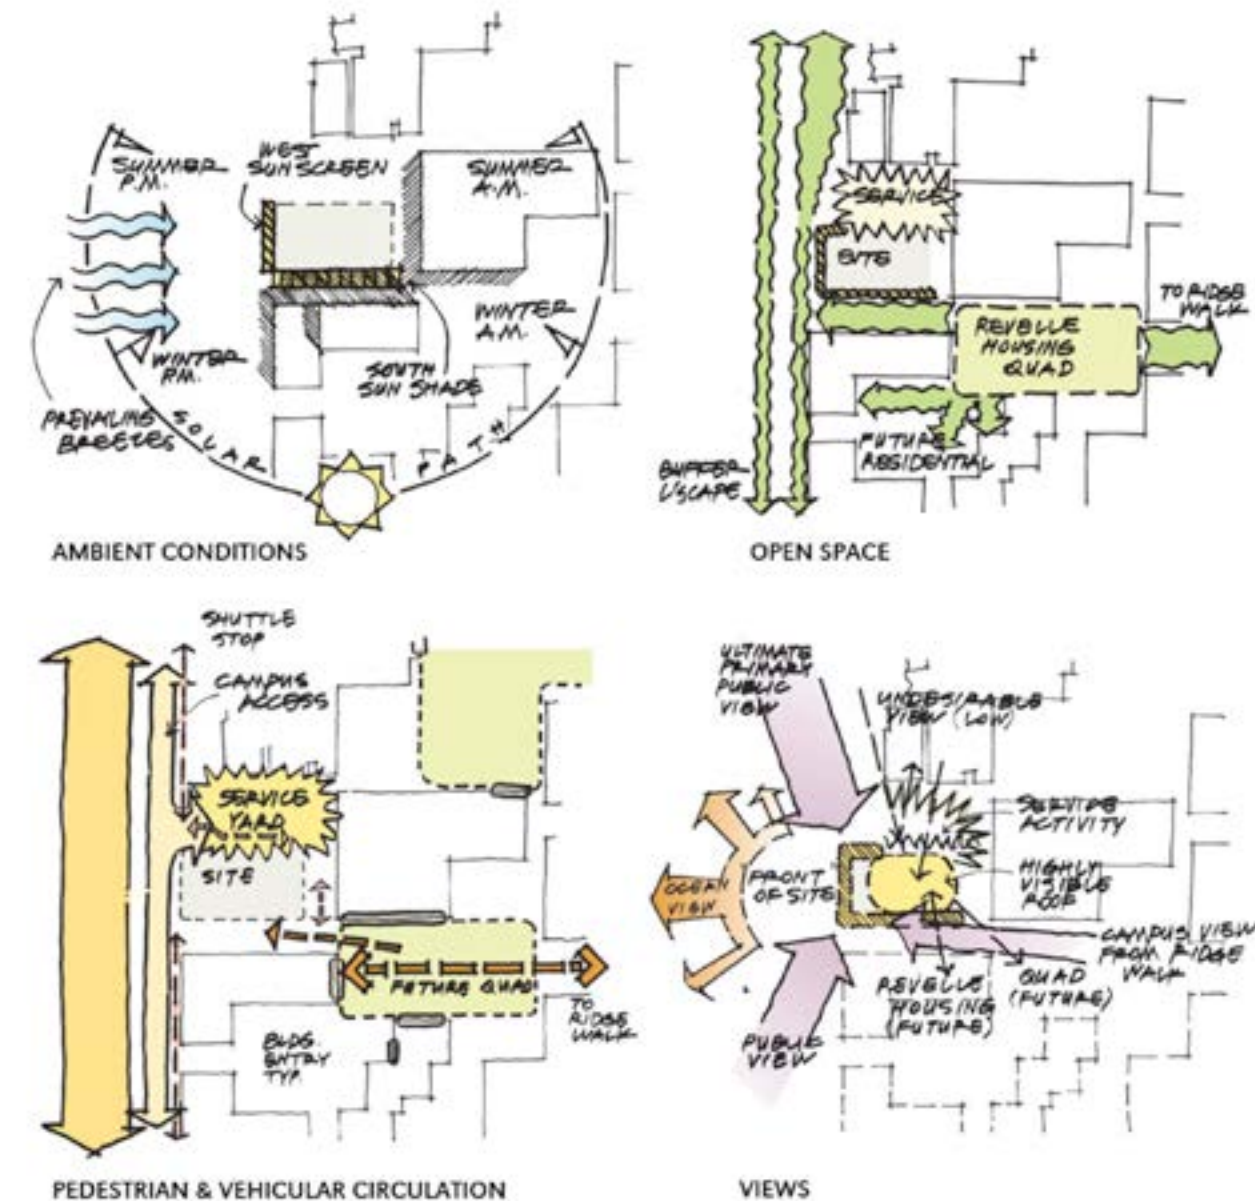 SUMMER
P.M.
WEST
SUN SCREEN
SUMMER
A.M.
WINTER
A.M.
WINTER
P.M.
SOUTH
SUN SHADE
PREVAILING
BREEZES
SOLAR PATH
AMBIENT CONDITIONS
SERVICE
SITE
TO RIDGE
WALK
REVELLE
HOUSING
QUAD
FUTURE
RESIDENTIAL
BUFFER
L'SCAPE
OPEN SPACE
SHUTTLE
STOP
CAMPUS
ACCESS
SERVICE
YARD
SITE
FUTURE QUAD
TO
RIDGE
WALK
BLDG.
ENTRY
TYP.
PEDESTRIAN & VEHICULAR CIRCULATION
ULTIMATE
PRIMARY
PUBLIC
VIEW
UNDESIRABLE
VIEW (LOW)
SERVICE
ACTIVITY
HIGHLY
VISIBLE
ROOF
OCEAN
VIEW
FRONT
OF SITE
CAMPUS VIEW
FROM RIDGE
WALK
QUAD
(FUTURE)
REVELLE
HOUSING
(FUTURE)
PUBLIC
VIEW
VIEWS